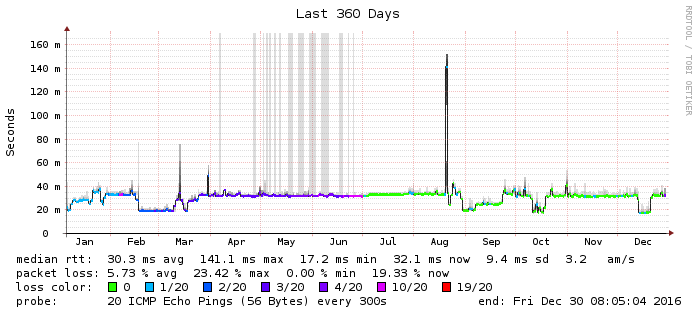 Last 360 Days
RRDTOOL / TOBI OETIKER
Seconds
160 m
140 m
120 m
100 m
80 m
60 m
40 m
20 m
0
Jan Feb Mar Apr May Jun Jul Aug Sep Oct Nov Dec
median rtt: 30.3 ms avg 141.1 ms max 17.2 ms min 32.1 ms now 9.4 ms sd 3.2 am/s
packet loss: 5.73 % avg 23.42 % max 0.00 % min 19.33 % now
loss color: 0 1/20 2/20 3/20 4/20 10/20 19/20
probe: 20 ICMP Echo Pings (56 Bytes) every 300s end: Fri Dec 30 08:05:04 2016